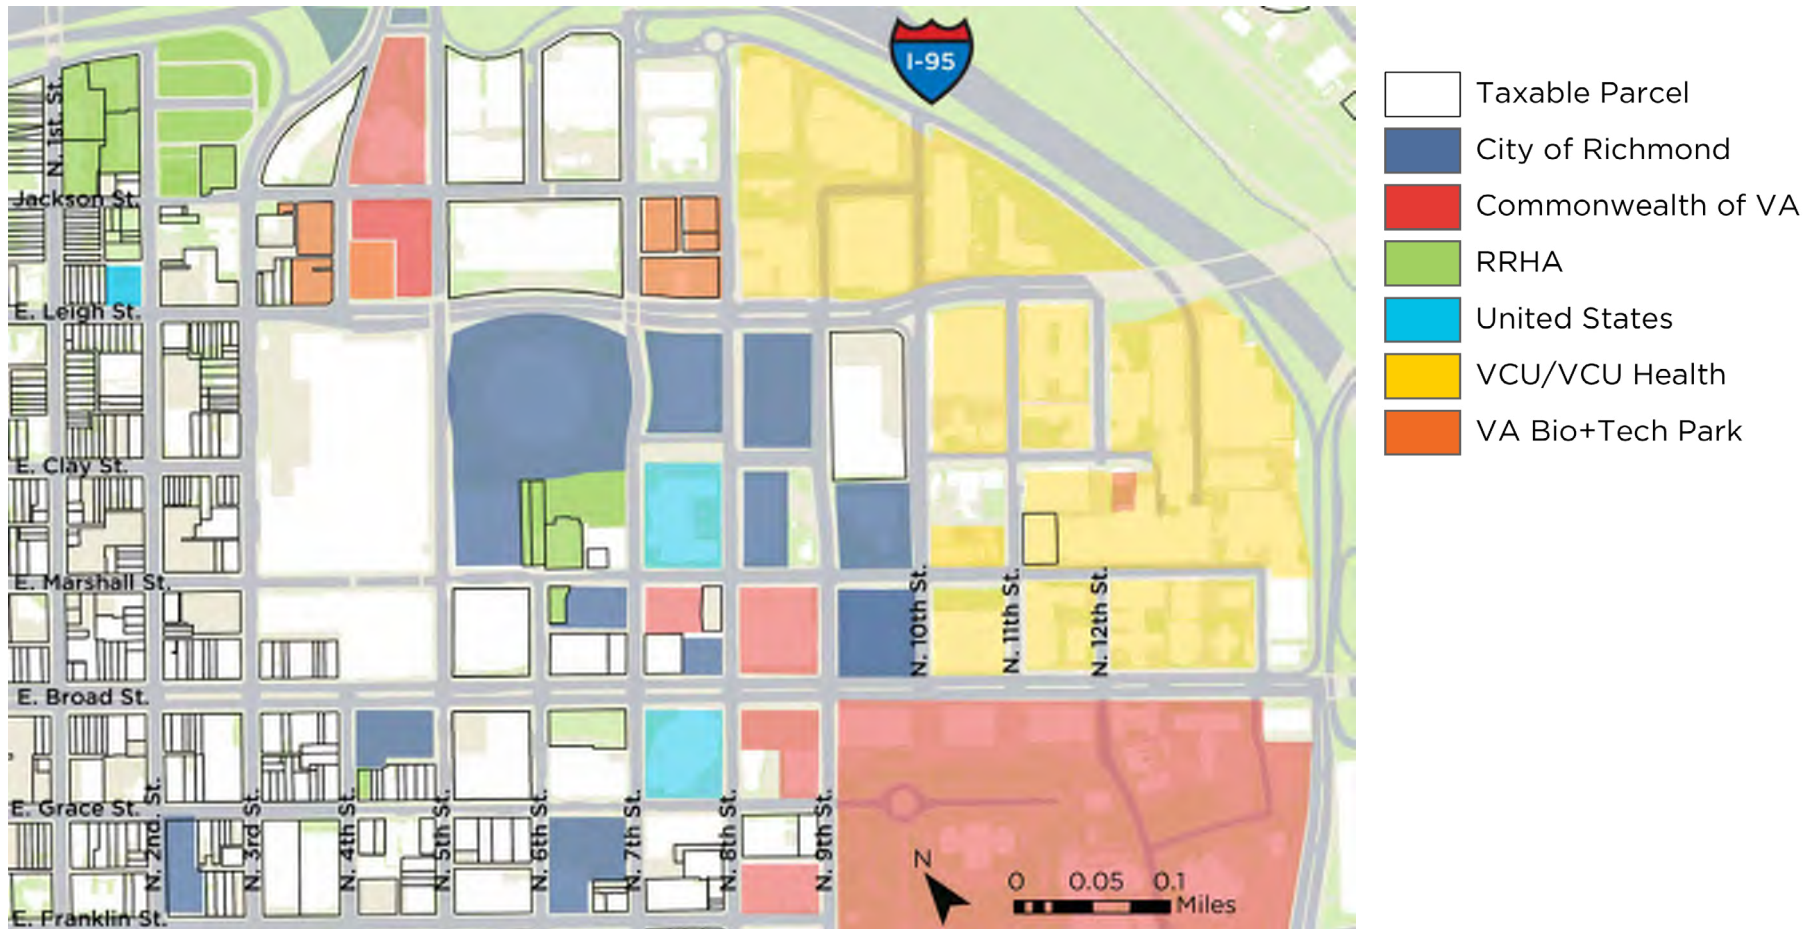 I-95
N. 1st. St.
Jackson St.
E. Leigh St.
E. Clay St.
E. Marshall St.
E. Broad St.
E. Grace St.
E. Franklin St.
N. 2nd. St.
N. 3rd St.
N. 4th St.
N. 5th St.
N. 6th St.
N. 7th St.
N. 8th St.
N. 9th St.
N. 10th St.
N. 11th St.
N. 12th St.
N
0 0.05 0.1
Miles
Taxable Parcel
City of Richmond
Commonwealth of VA
RRHA
United States
VCU/VCU Health
VA Bio+Tech Park